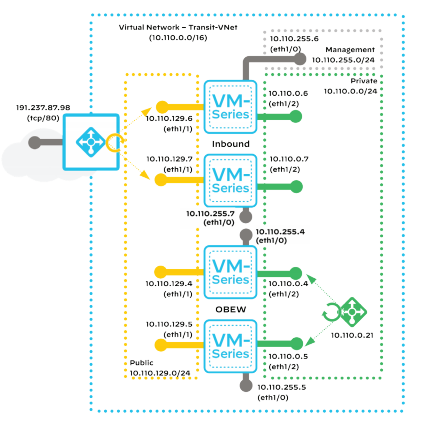 Virtual Network – Transit-VNet
(10.110.0.0/16)
10.110.255.6
(eth1/0)
Management
10.110.255.0/24
Private
10.110.0.0/24
191.237.87.98
(tcp/80)
10.110.129.6
(eth1/1)
VM-
Series
10.110.0.6
(eth1/2)
Inbound
10.110.129.7
(eth1/1)
VM-
Series
10.110.0.7
(eth1/2)
10.110.255.7
(eth1/0)
10.110.255.4
(eth1/0)
10.110.129.4
(eth1/1)
VM-
Series
10.110.0.4
(eth1/2)
OBEW
10.110.129.5
(eth1/1)
VM-
Series
10.110.0.5
(eth1/2)
10.110.0.21
Public
10.110.129.0/24
10.110.255.5
(eth1/0)